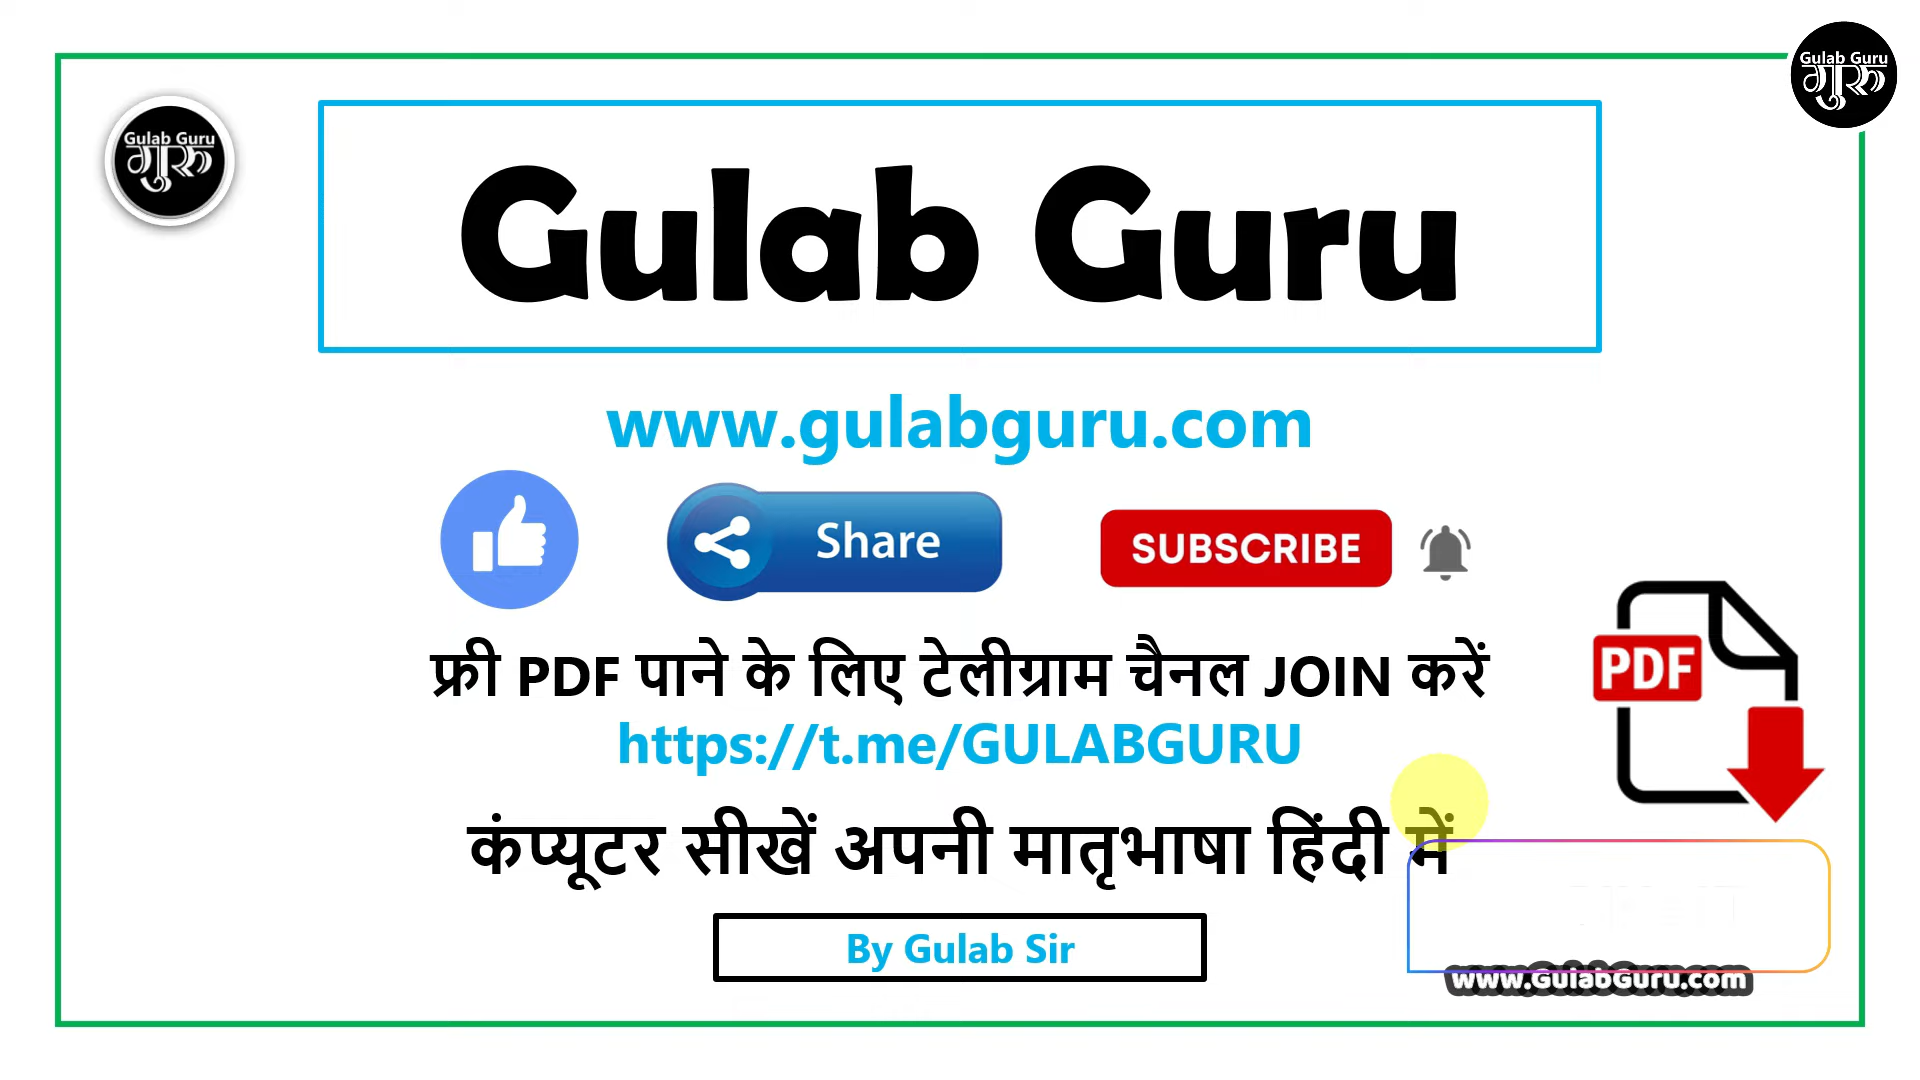 Gulab Guru
गुरु
Gulab Guru
गुरु
Gulab Guru
www.gulabguru.com
Share
SUBSCRIBE
फ्री PDF पाने के लिए टेलीग्राम चैनल JOIN करें
PDF
https://t.me/GULABGURU
कंप्यूटर सीखें अपनी मातृभाषा हिंदी में
By Gulab Sir
www.GulabGuru.com